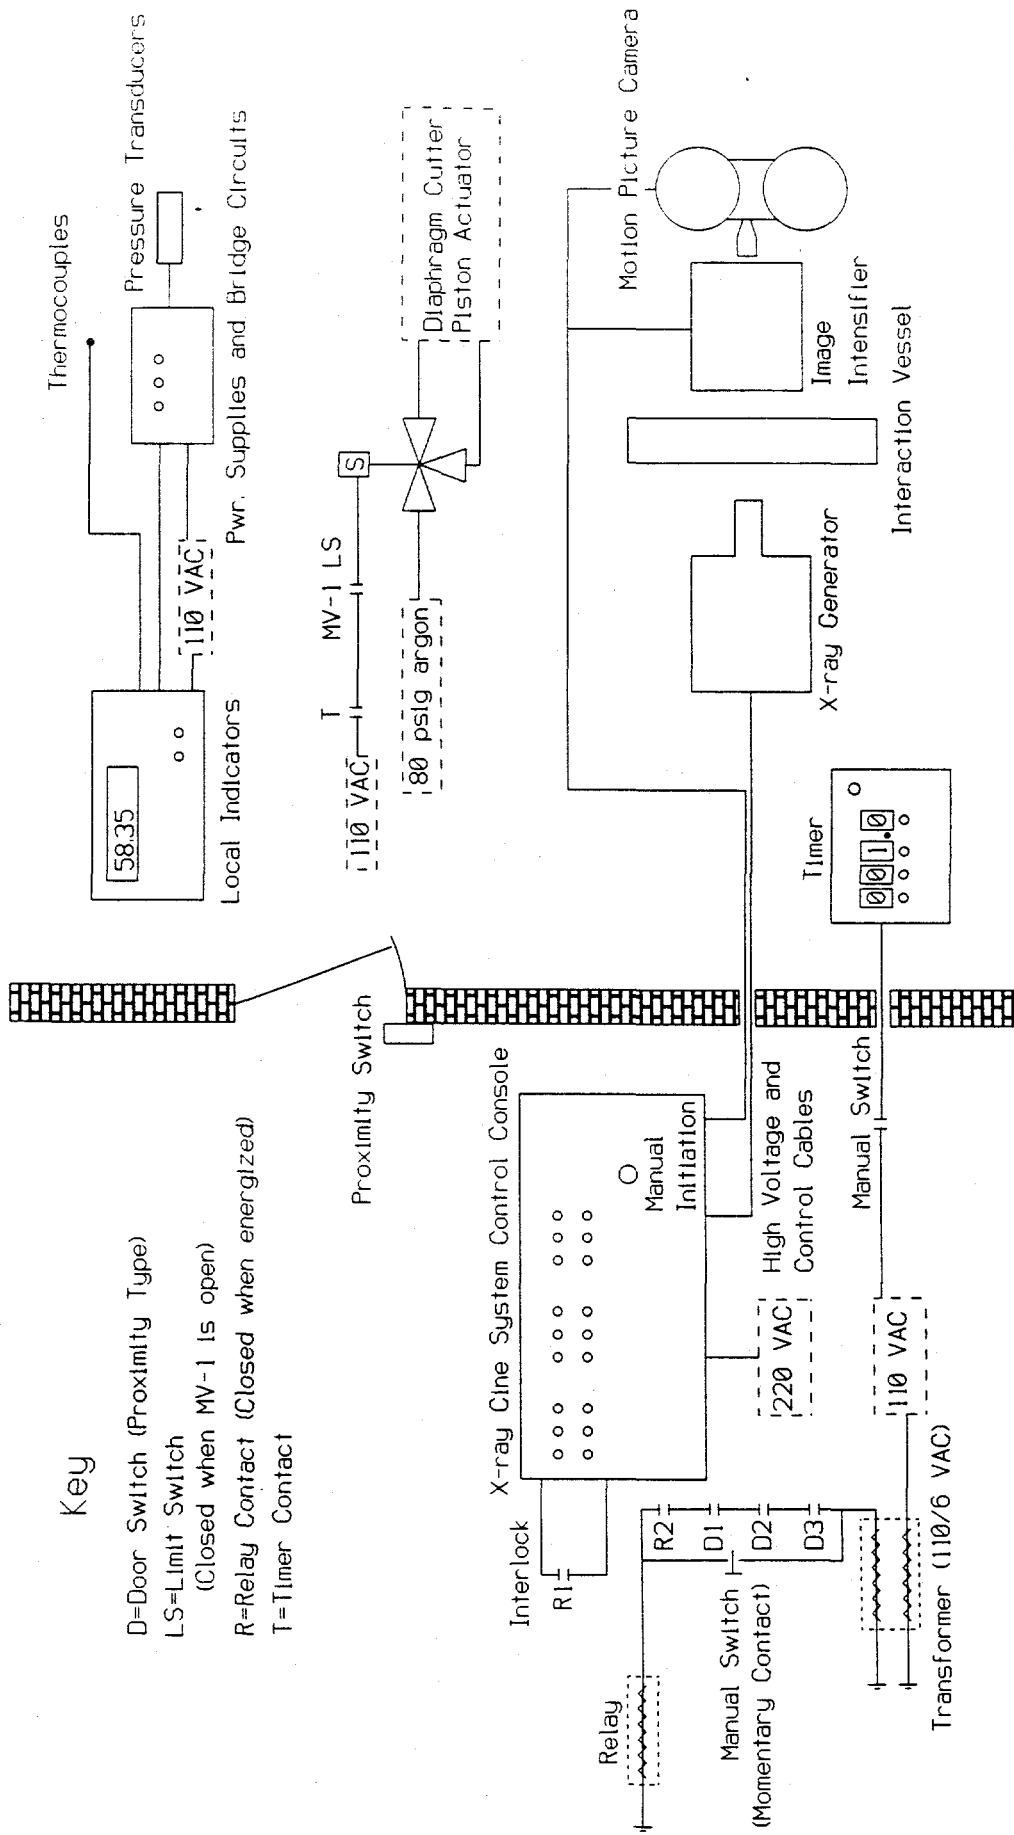 Key
D=Door Switch (Proximity Type)
LS=Limit Switch
(Closed when MV-1 is open)
R=Relay Contact (Closed when energized)
T=Timer Contact
Thermocouples
Pressure Transducers
58.35
Local Indicators
110 VAC
Pwr. Supplies and Bridge Circuits
T
MV-1 LS
S
110 VAC
80 psig argon
Diaphragm Cutter
Piston Actuator
Proximity Switch
X-ray Cine System Control Console
Interlock
R1
Manual
Initiation
Relay
R2
D1
D2
D3
Manual Switch
(Momentary Contact)
220 VAC
High Voltage and
Control Cables
110 VAC
Manual Switch
Transformer (110/6 VAC)
Timer
001.0
X-ray Generator
Interaction Vessel
Image
Intensifier
Motion Picture Camera